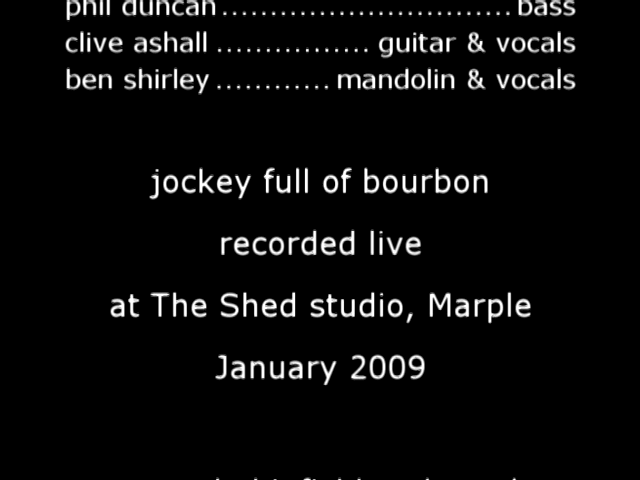 phil duncan.............................bass
clive ashall ................ guitar & vocals
ben shirley............ mandolin & vocals
jockey full of bourbon
recorded live
at The Shed studio, Marple
January 2009